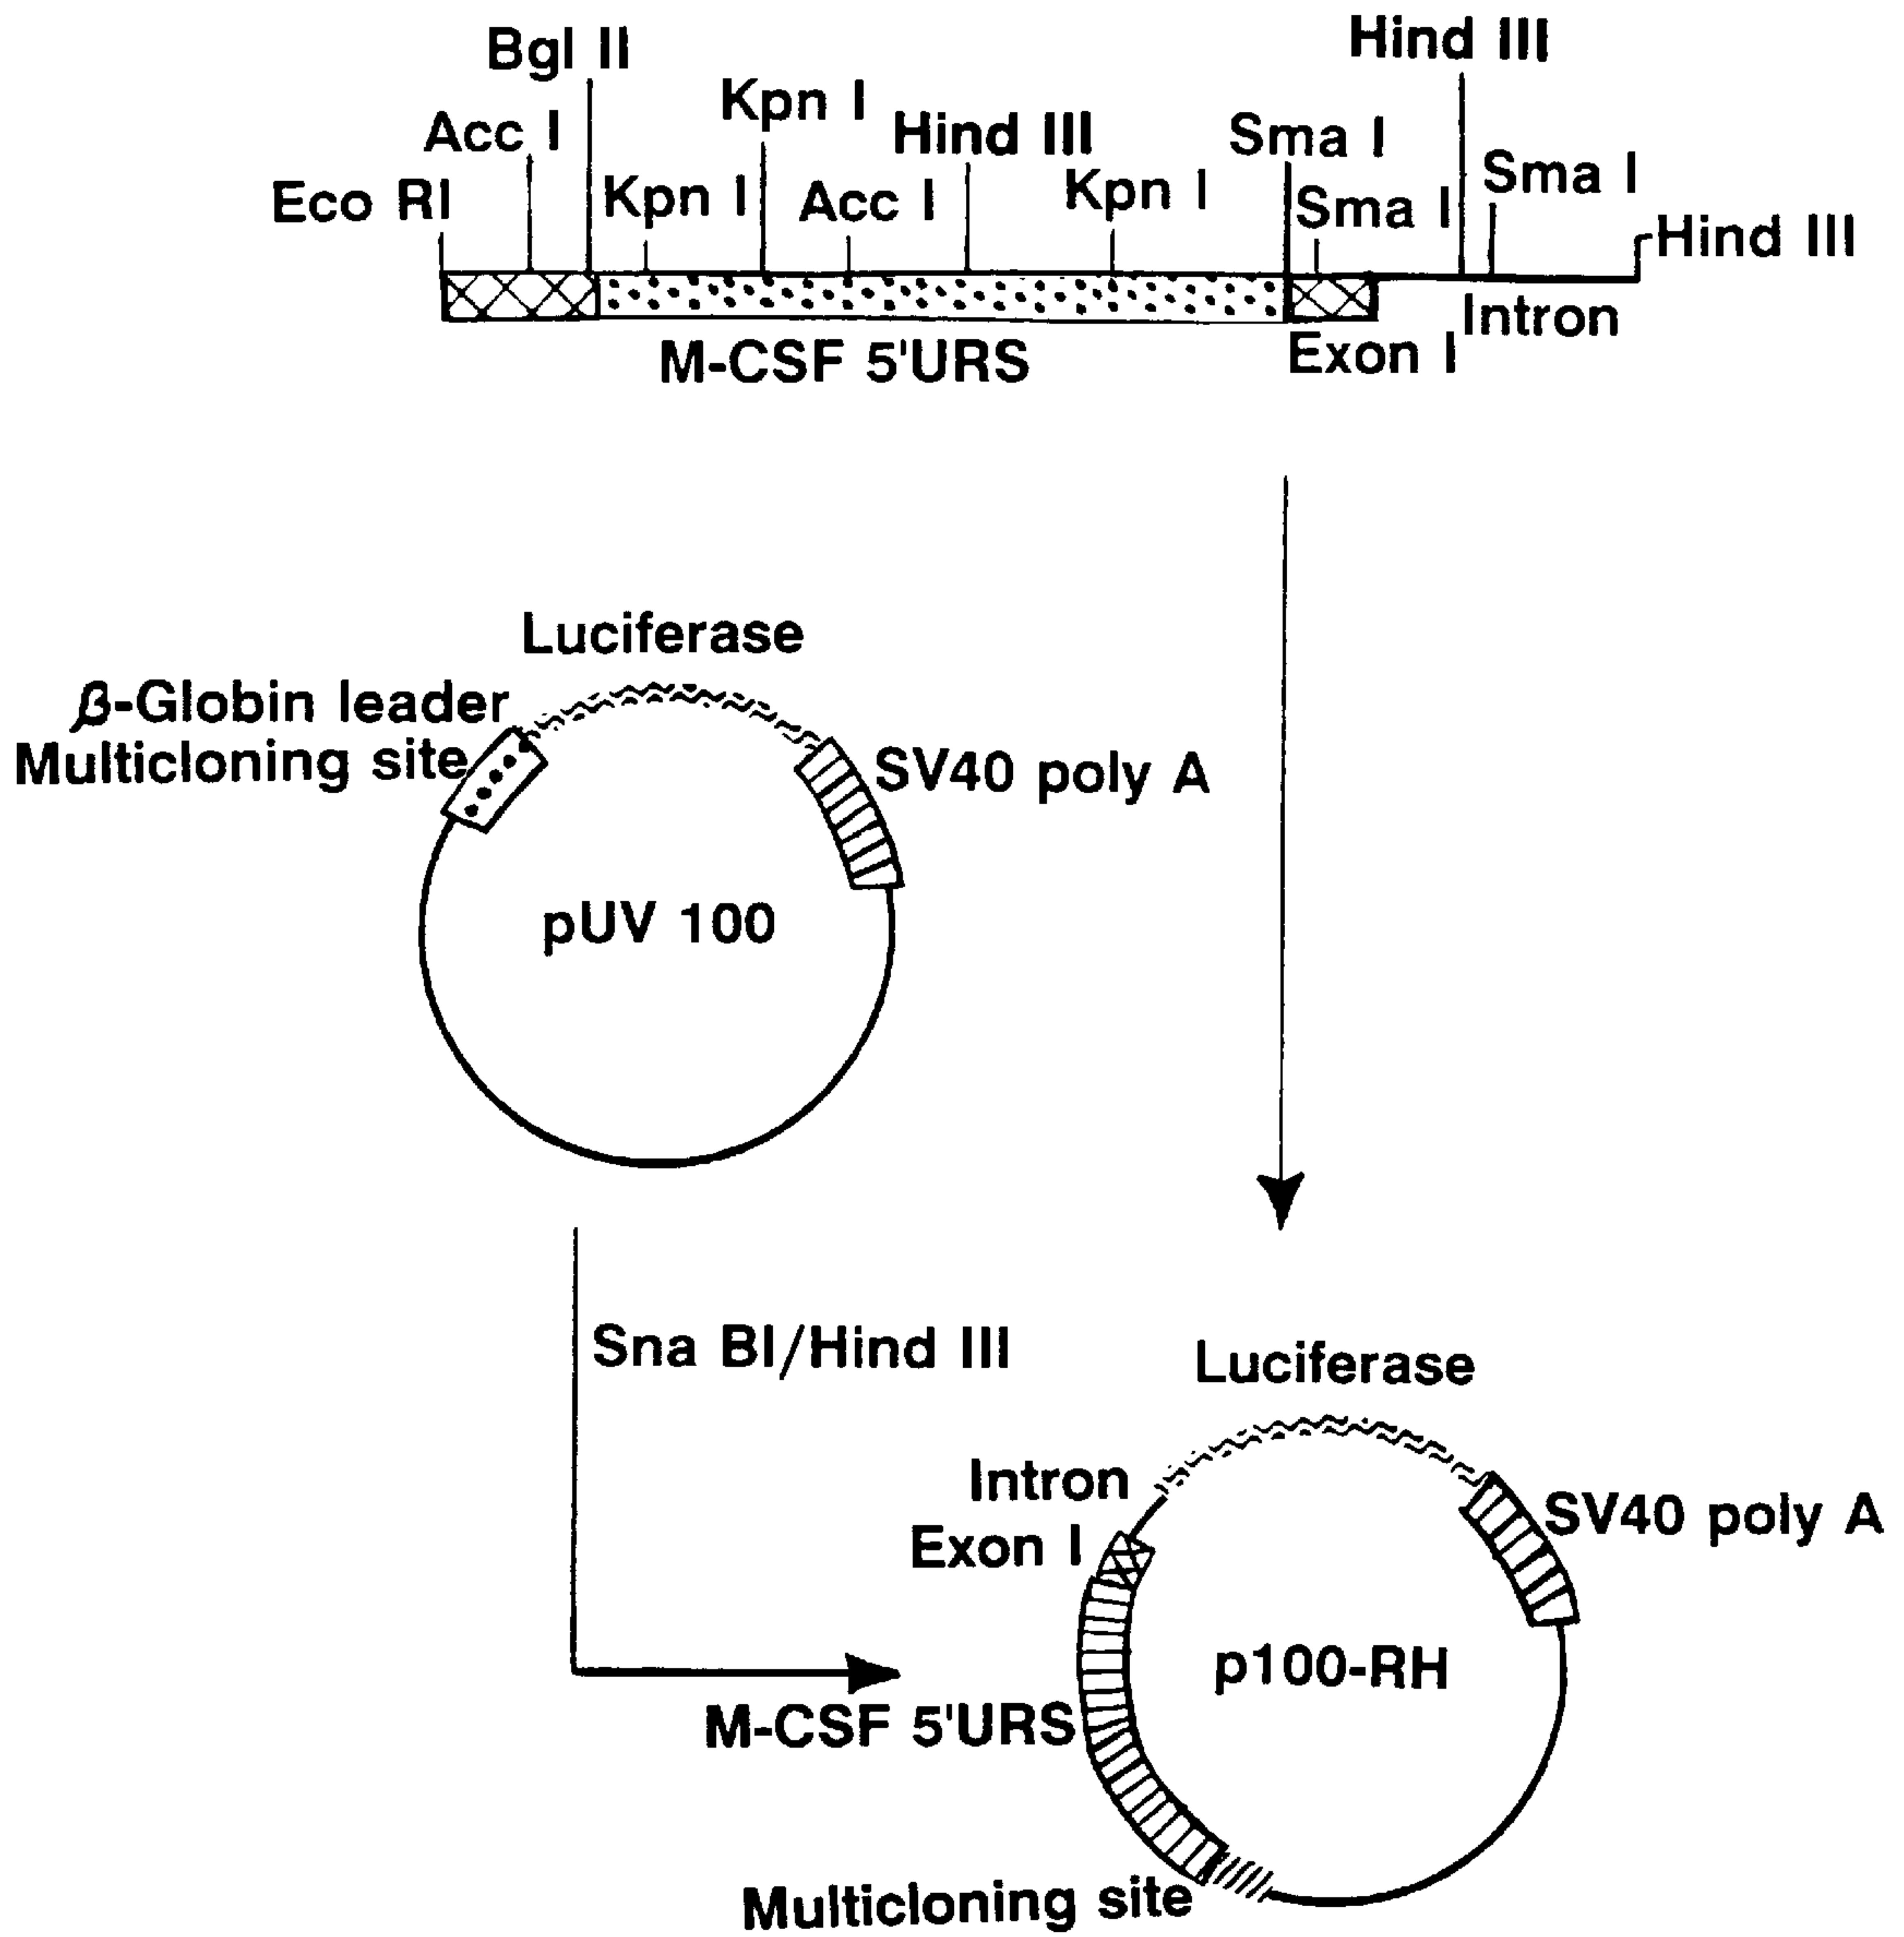 Bgl II
Hind III
Kpn I
Acc I
Hind III
Sma I
Sma I
Eco RI
Kpn I
Acc I
Kpn I
Sma I
Hind III
M-CSF 5'URS
Exon I
Intron
Luciferase
β-Globin leader
Multicloning site
SV40 poly A
pUV 100
Sna BI/Hind III
Luciferase
Intron
Exon I
SV40 poly A
p100-RH
M-CSF 5'URS
Multicloning site